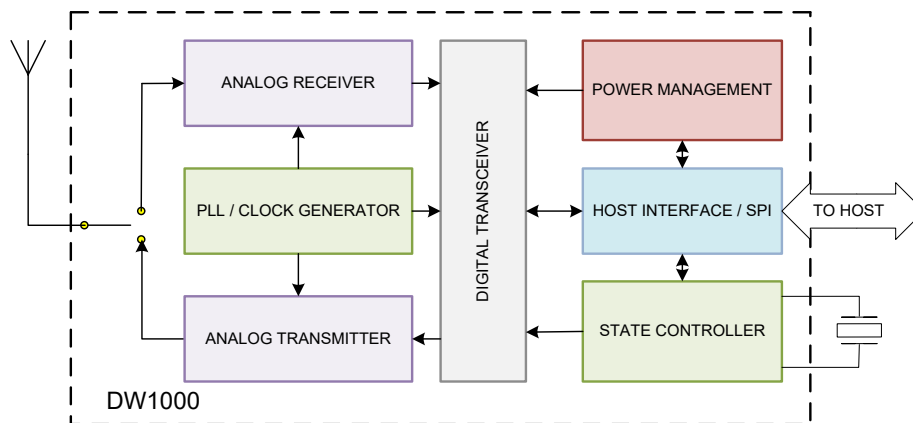 ANALOG RECEIVER
POWER MANAGEMENT
DIGITAL TRANSCEIVER
PLL / CLOCK GENERATOR
HOST INTERFACE / SPI
TO HOST
ANALOG TRANSMITTER
STATE CONTROLLER
DW1000